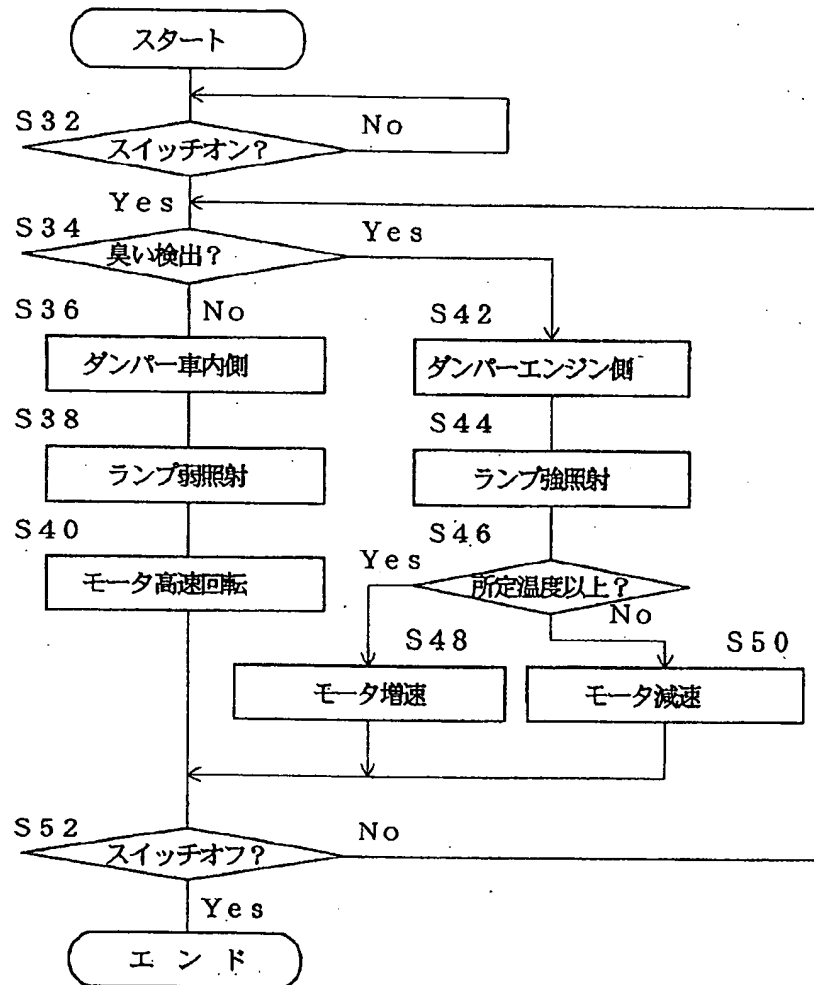 スタート
S32
No
スイッチオン？
Yes
S34
Yes
臭い検出？
S36
No
S42
ダンパー車内側
ダンパーエンジン側
S38
S44
ランプ弱照射
ランプ強照射
S40
S46
Yes
モータ高速回転
所定温度以上？
No
S48
S50
モータ増速
モータ減速
S52
No
スイッチオフ？
Yes
エンド